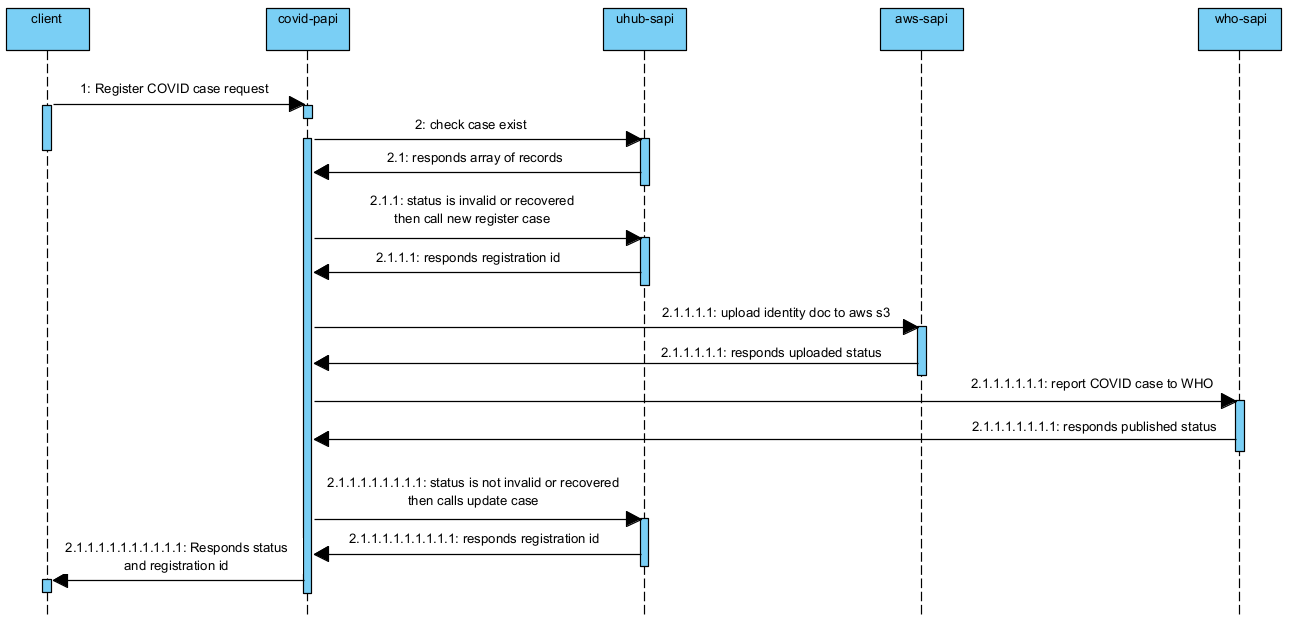 client
covid-papi
uhub-sapi
aws-sapi
who-sapi
1: Register COVID case request
2: check case exist
2.1: responds array of records
2.1.1: status is invalid or recovered
then call new register case
2.1.1.1: responds registration id
2.1.1.1.1: upload identity doc to aws s3
2.1.1.1.1.1: responds uploaded status
2.1.1.1.1.1.1: report COVID case to WHO
2.1.1.1.1.1.1.1: responds published status
2.1.1.1.1.1.1.1.1: status is not invalid or recovered
then calls update case
2.1.1.1.1.1.1.1.1.1: responds registration id
2.1.1.1.1.1.1.1.1.1.1: Responds status
and registration id